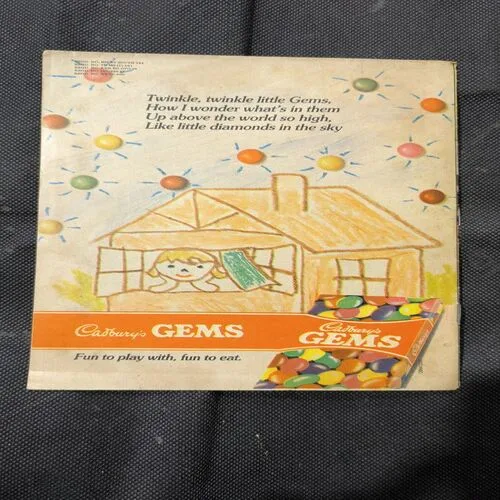 Twinkle, twinkle little Gems,
How I wonder what's in them
Up above the world so high,
Like little diamonds in the sky
Cadbury's GEMS
Cadbury's
GEMS
Cadbury's
Fun to play with, fun to eat.